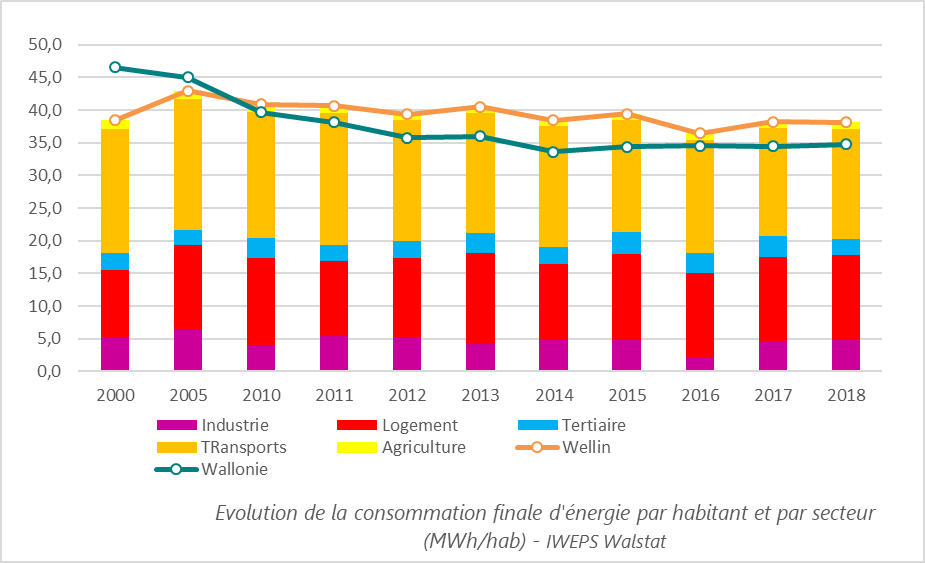 50,0
45,0
40,0
35,0
30,0
25,0
20,0
15,0
10,0
5,0
0,0
2000 2005 2010 2011 2012 2013 2014 2015 2016 2017 2018
Industrie Logement Tertiaire
TRansports Agriculture Wellin
Wallonie
Evolution de la consommation finale d'énergie par habitant et par secteur
(MWh/hab) - IWEPS Walstat